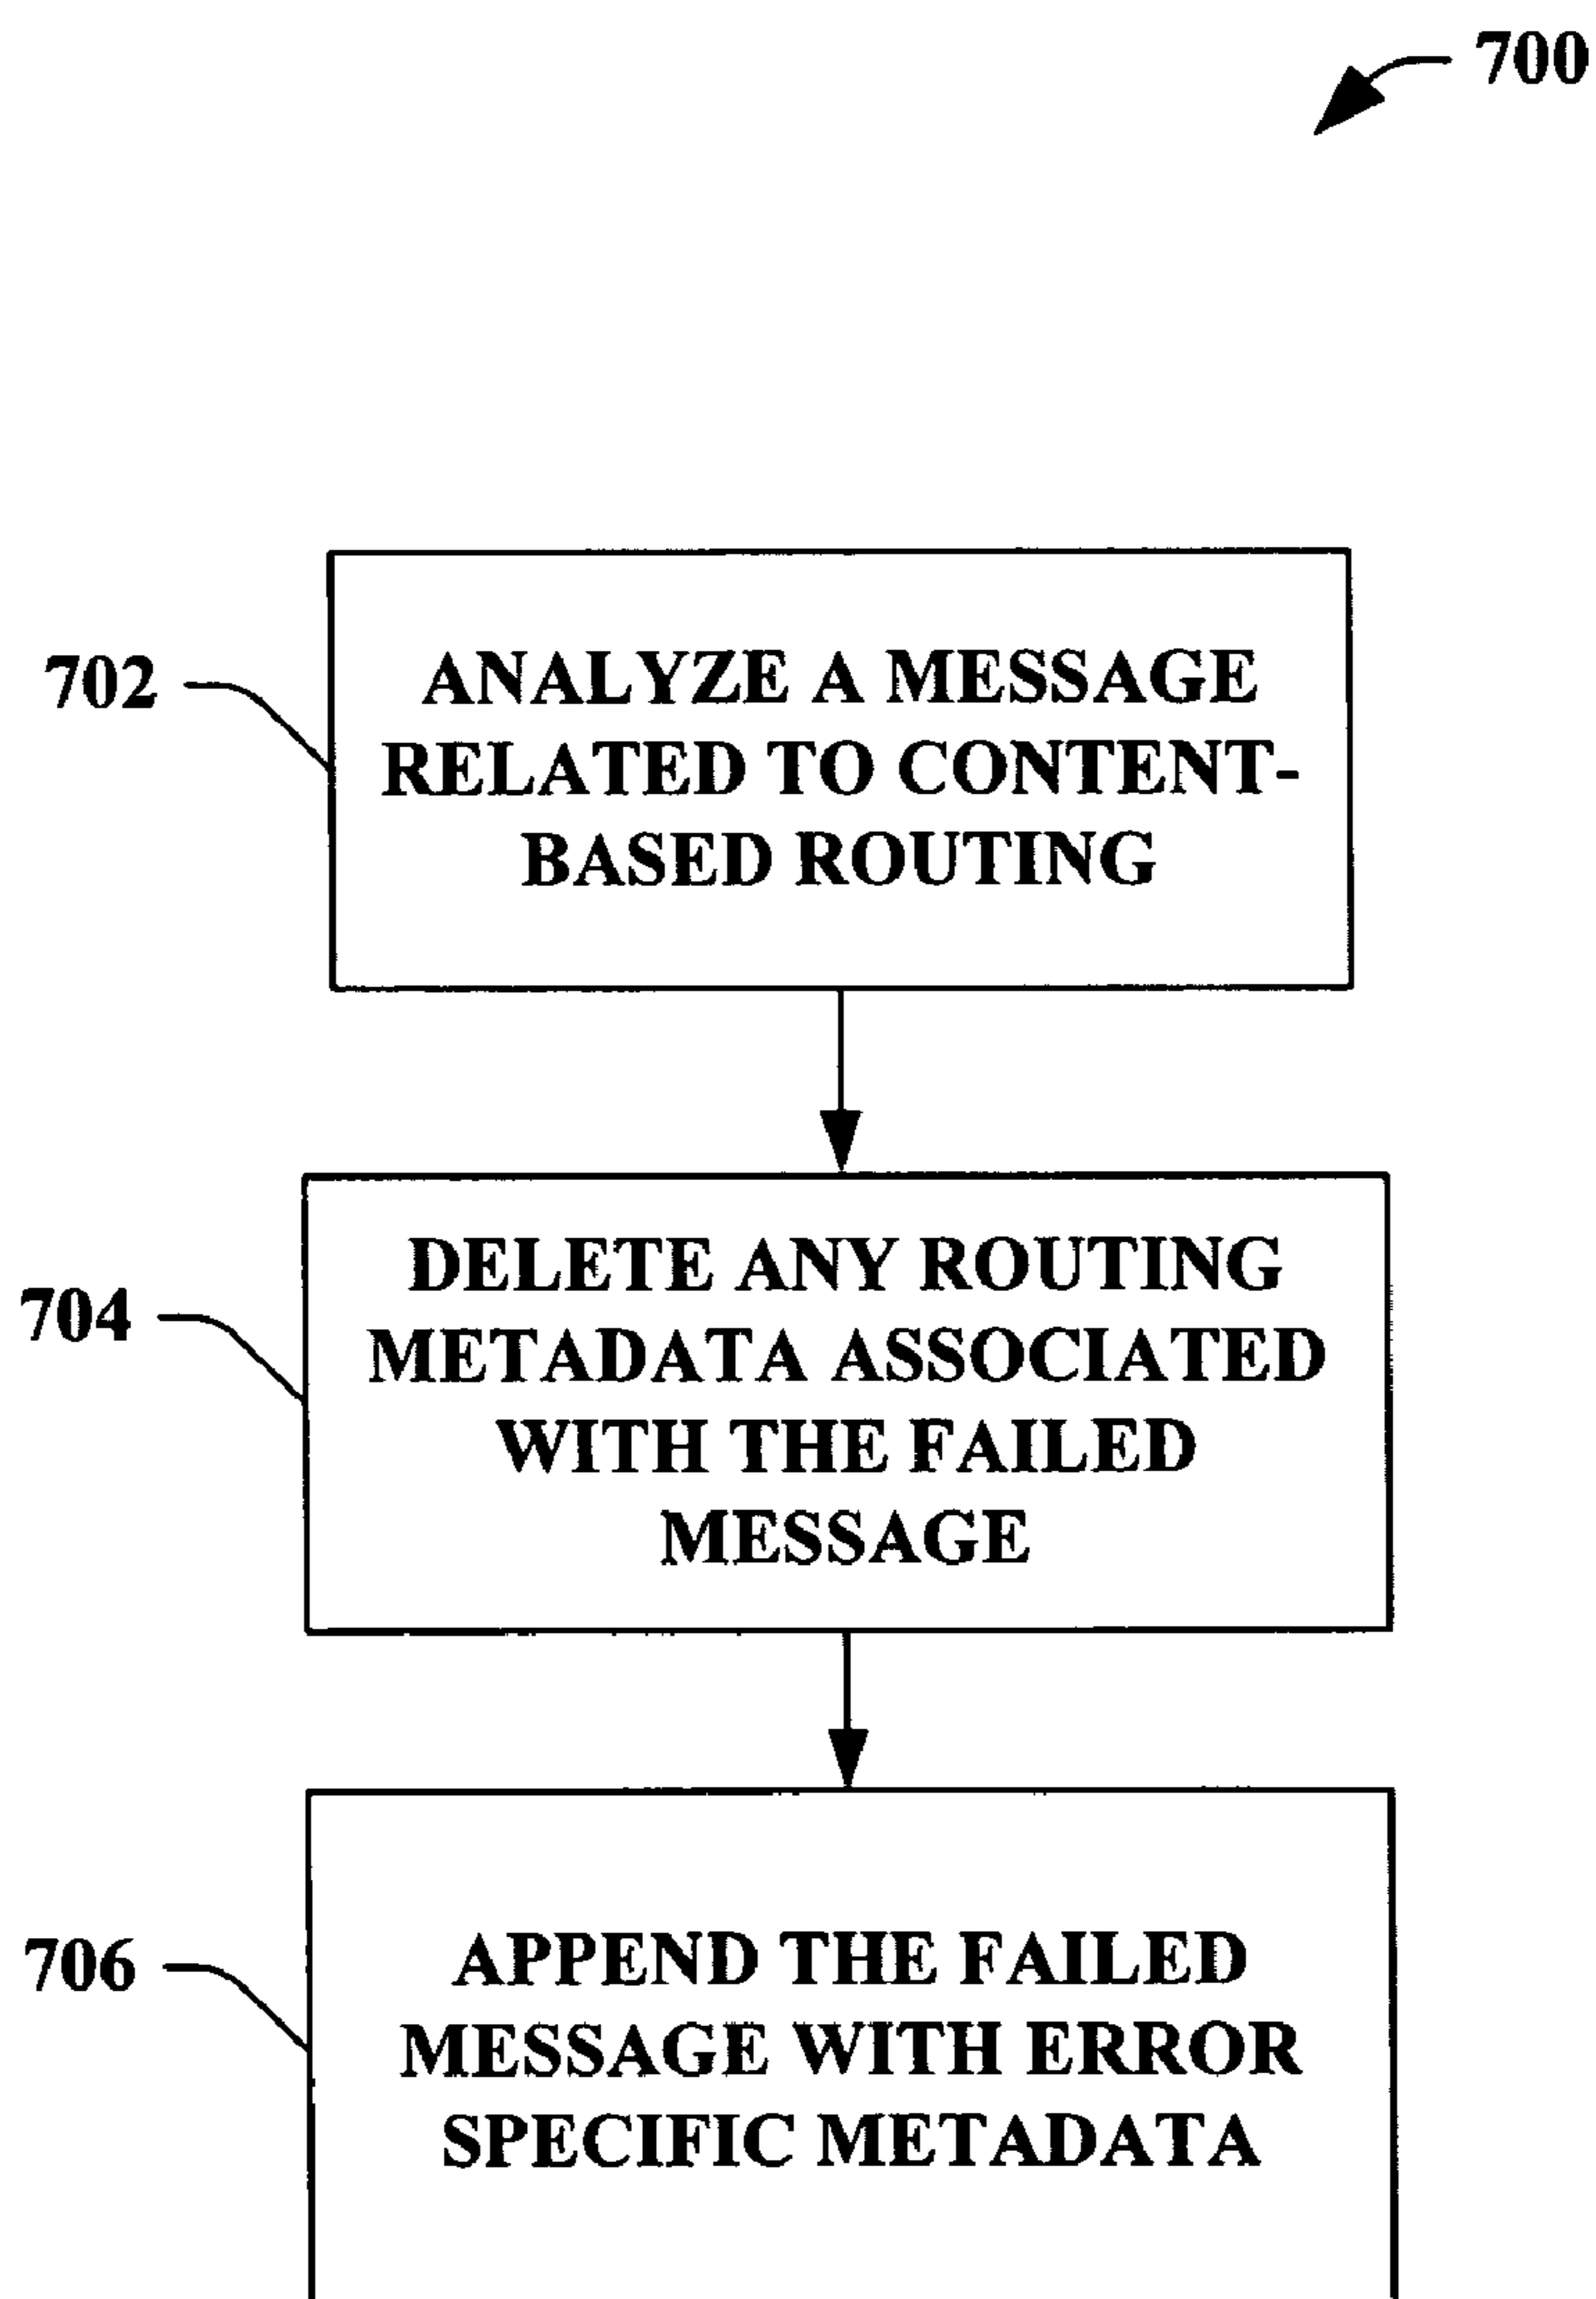 700
702
ANALYZE A MESSAGE
RELATED TO CONTENT-
BASED ROUTING
704
DELETE ANY ROUTING
METADATA ASSOCIATED
WITH THE FAILED
MESSAGE
706
APPEND THE FAILED
MESSAGE WITH ERROR
SPECIFIC METADATA